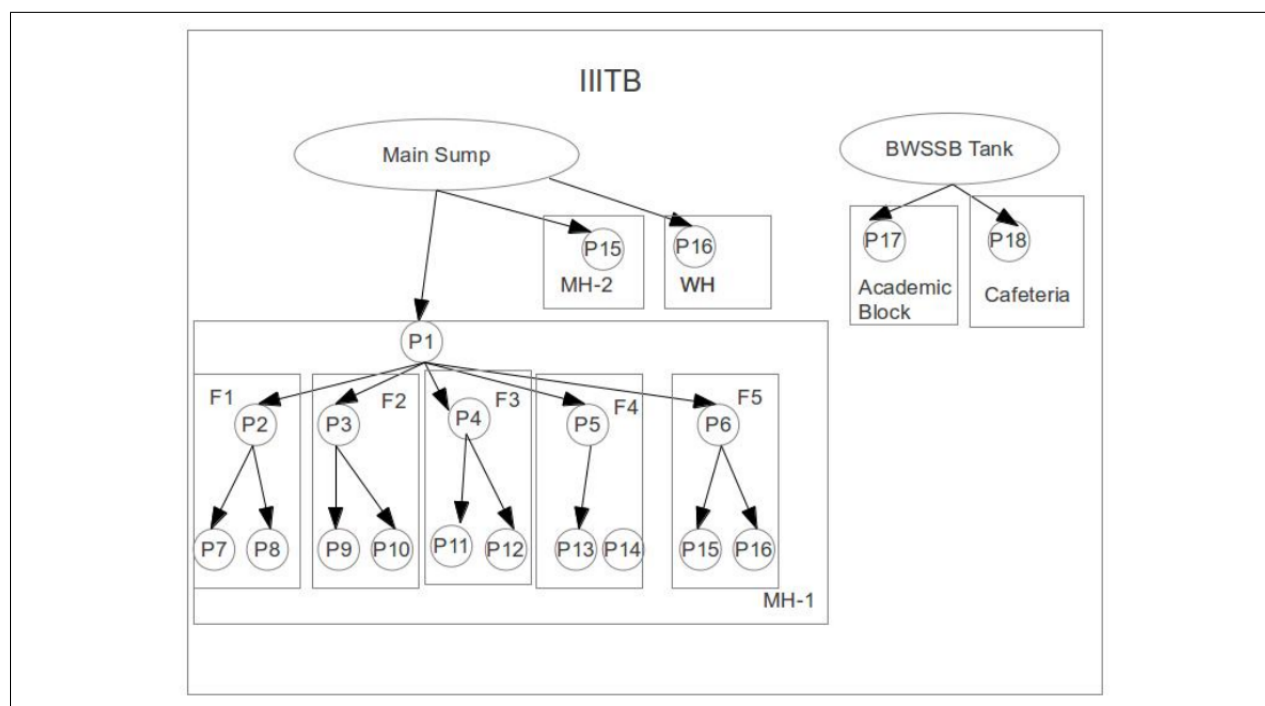 IIITB
Main Sump
BWSSB Tank
P15
MH-2
P16
WH
P17
Academic
Block
P18
Cafeteria
P1
F1
P2
P7
P8
F2
P3
P9
P10
F3
P4
P11
P12
F4
P5
P13
P14
F5
P6
P15
P16
MH-1